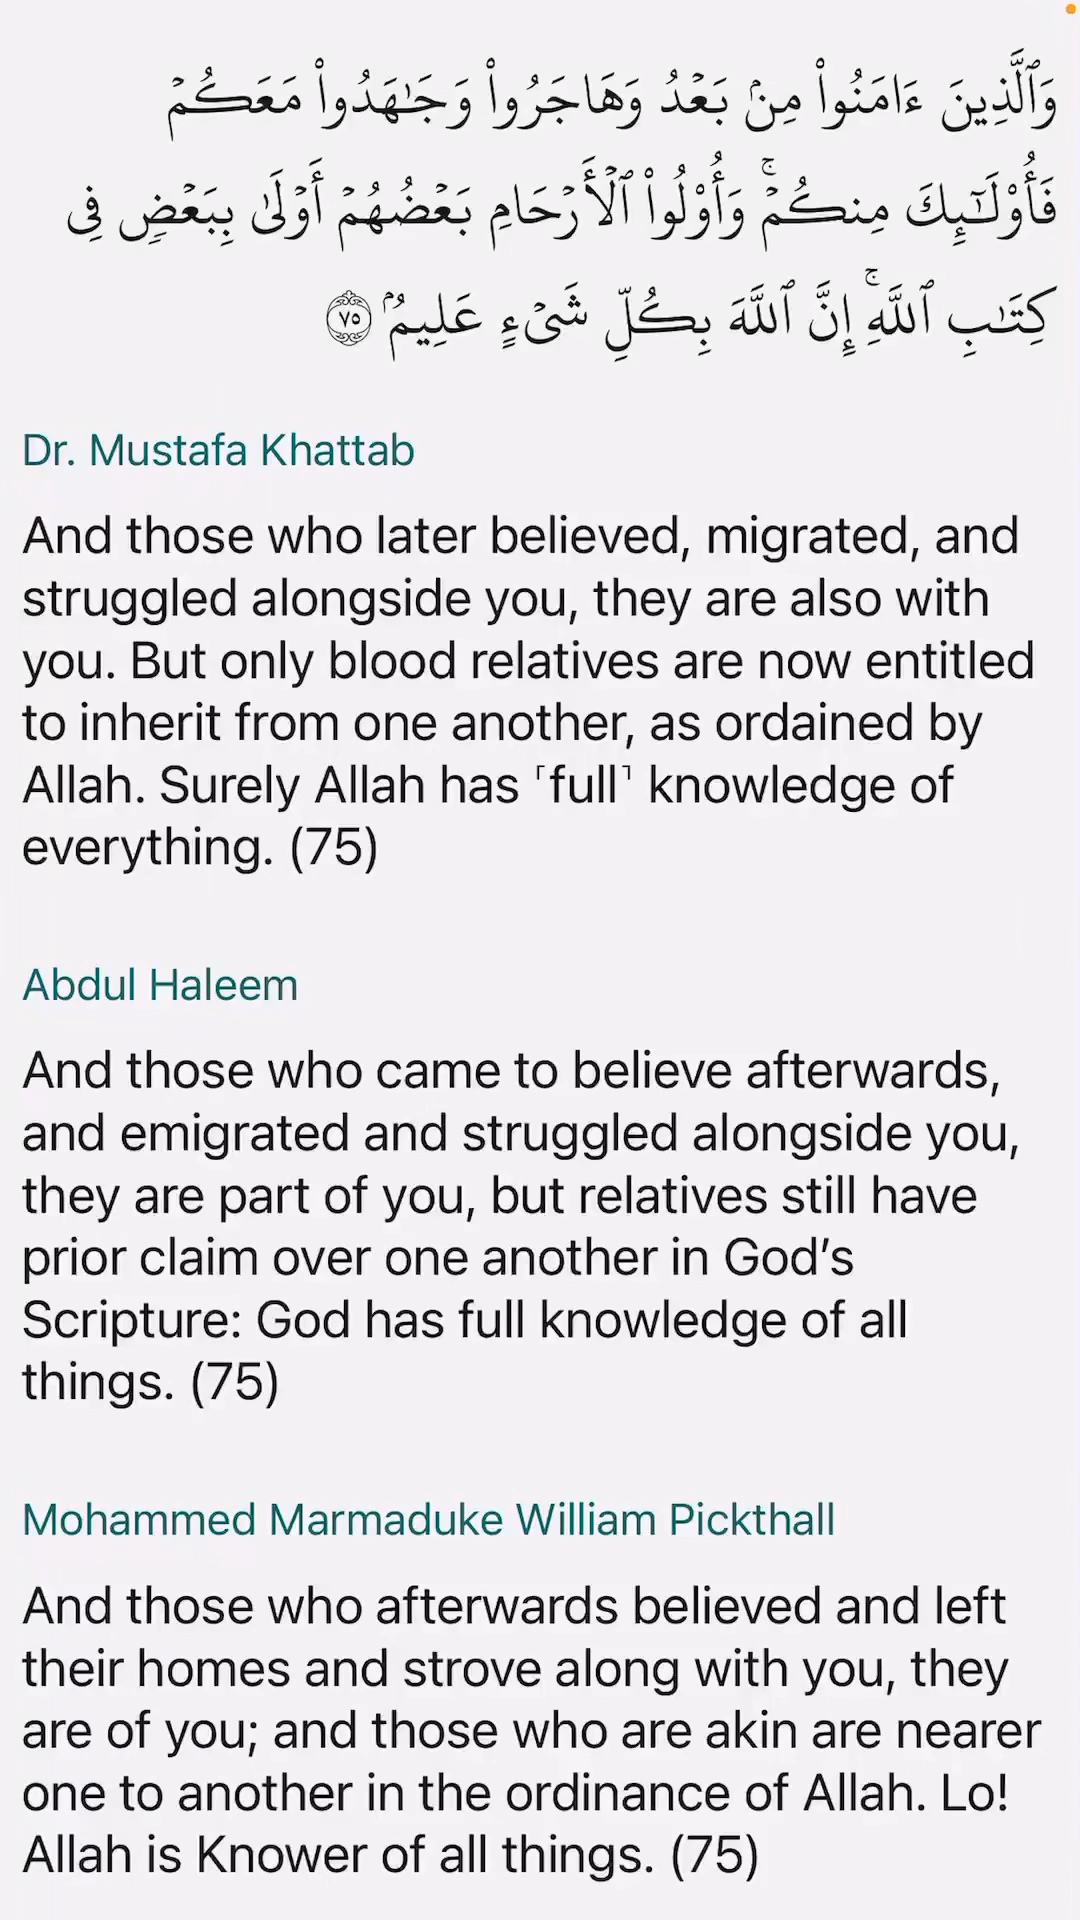 وَٱلَّذِينَ ءَامَنُوا۟ مِنۢ بَعْدُ وَهَاجَرُوا۟ وَجَـٰهَدُوا۟ مَعَكُمْ
فَأُو۟لَـٰٓئِكَ مِنكُمْ ۚ وَأُو۟لُوا۟ ٱلْأَرْحَامِ بَعْضُهُمْ أَوْلَىٰ بِبَعْضٍ فِى
كِتَـٰبِ ٱللَّهِ ۚ إِنَّ ٱللَّهَ بِكُلِّ شَىْءٍ عَلِيمٌۢ ٧٥
Dr. Mustafa Khattab
And those who later believed, migrated, and
struggled alongside you, they are also with
you. But only blood relatives are now entitled
to inherit from one another, as ordained by
Allah. Surely Allah has ˹full˺ knowledge of
everything. (75)
Abdul Haleem
And those who came to believe afterwards,
and emigrated and struggled alongside you,
they are part of you, but relatives still have
prior claim over one another in God’s
Scripture: God has full knowledge of all
things. (75)
Mohammed Marmaduke William Pickthall
And those who afterwards believed and left
their homes and strove along with you, they
are of you; and those who are akin are nearer
one to another in the ordinance of Allah. Lo!
Allah is Knower of all things. (75)